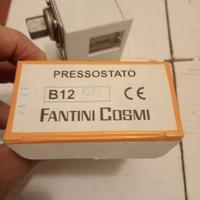 PRESSOSTATO
B12 CE
FANTINI COSMI